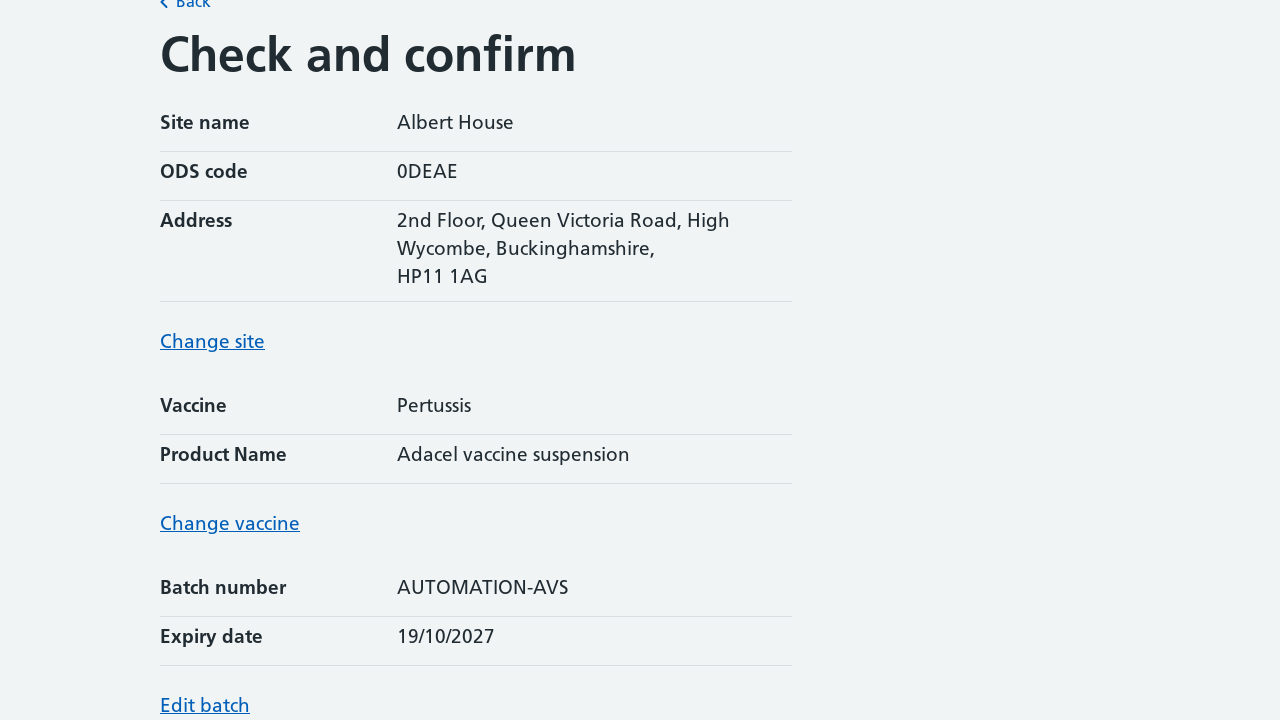 Back
Check and confirm
Site name Albert House
ODS code 0DEAE
Address 2nd Floor, Queen Victoria Road, High
Wycombe, Buckinghamshire,
HP11 1AG
Change site
Vaccine Pertussis
Product Name Adacel vaccine suspension
Change vaccine
Batch number AUTOMATION-AVS
Expiry date 19/10/2027
Edit batch